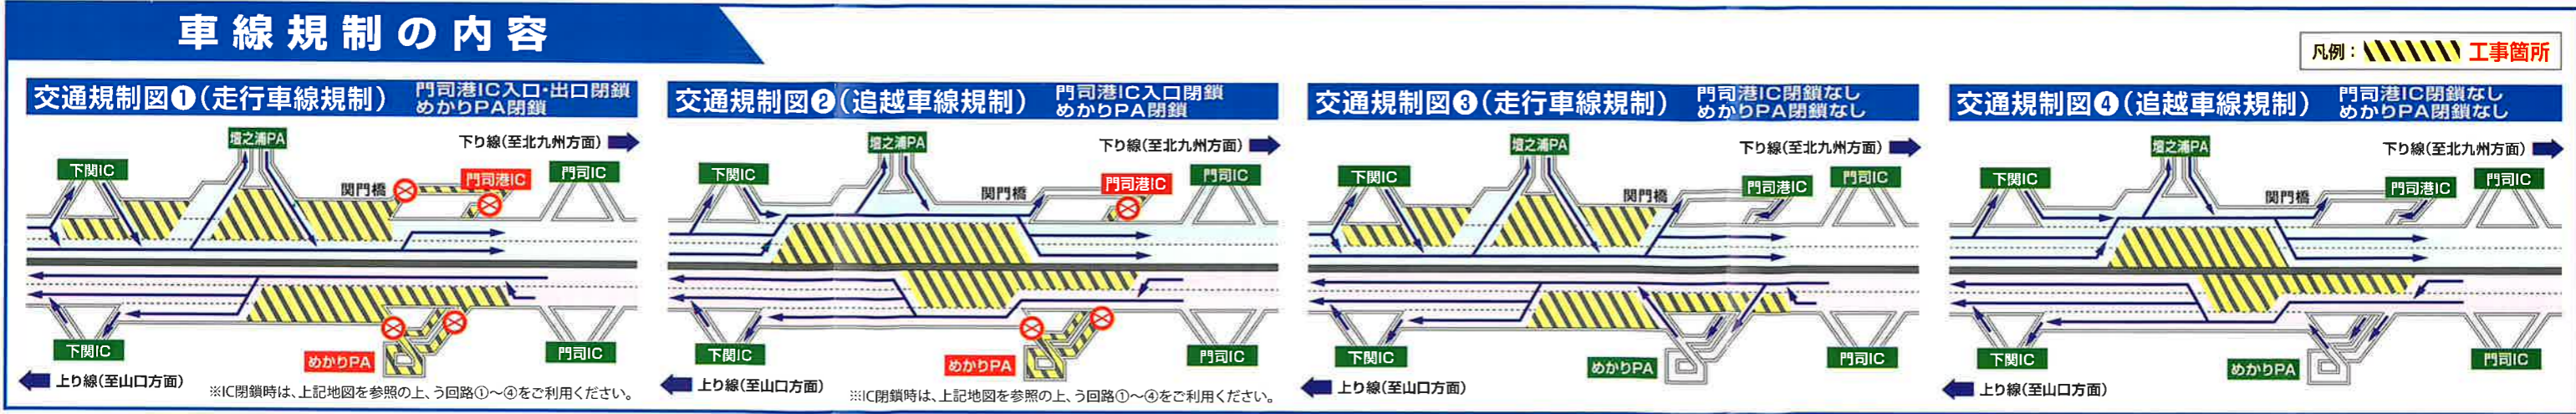 車線規制の内容
凡例： 工事箇所
交通規制図❶(走行車線規制) 門司港IC入口・出口閉鎖
めかりPA閉鎖
壇之浦PA
下り線(至北九州方面)
下関IC
関門橋
門司港IC
門司IC
下関IC
めかりPA
門司IC
上り線(至山口方面)
※IC閉鎖時は、上記地図を参照の上、う回路①〜④をご利用ください。
交通規制図❷(追越車線規制) 門司港IC入口閉鎖
めかりPA閉鎖
壇之浦PA
下り線(至北九州方面)
下関IC
関門橋
門司港IC
門司IC
下関IC
めかりPA
門司IC
上り線(至山口方面)
※IC閉鎖時は、上記地図を参照の上、う回路①〜④をご利用ください。
交通規制図❸(走行車線規制) 門司港IC閉鎖なし
めかりPA閉鎖なし
壇之浦PA
下り線(至北九州方面)
下関IC
関門橋
門司港IC
門司IC
下関IC
めかりPA
門司IC
上り線(至山口方面)
交通規制図❹(追越車線規制) 門司港IC閉鎖なし
めかりPA閉鎖なし
壇之浦PA
下り線(至北九州方面)
下関IC
関門橋
門司港IC
門司IC
下関IC
めかりPA
門司IC
上り線(至山口方面)